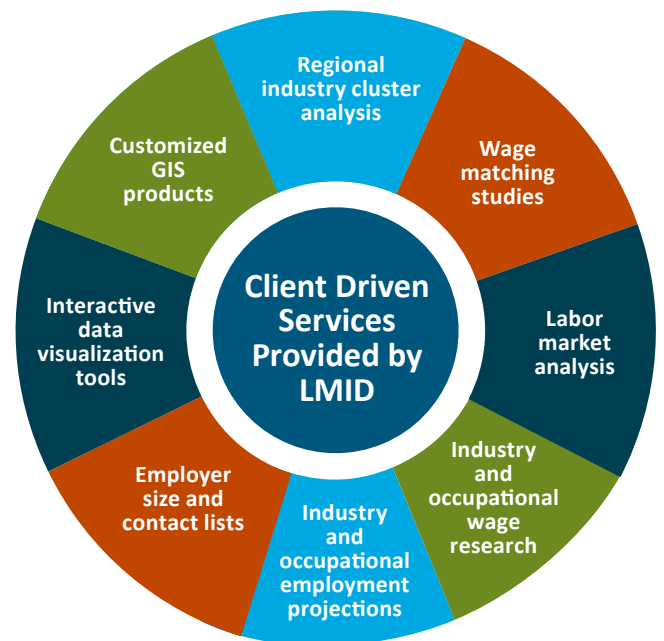 Regional
industry cluster
analysis
Wage
matching
studies
Labor
market
analysis
Industry
and
occupational
wage
research
Industry
and
occupational
employment
projections
Employer
size and
contact lists
Interactive
data
visualization
tools
Customized
GIS
products
Client Driven
Services
Provided by
LMID